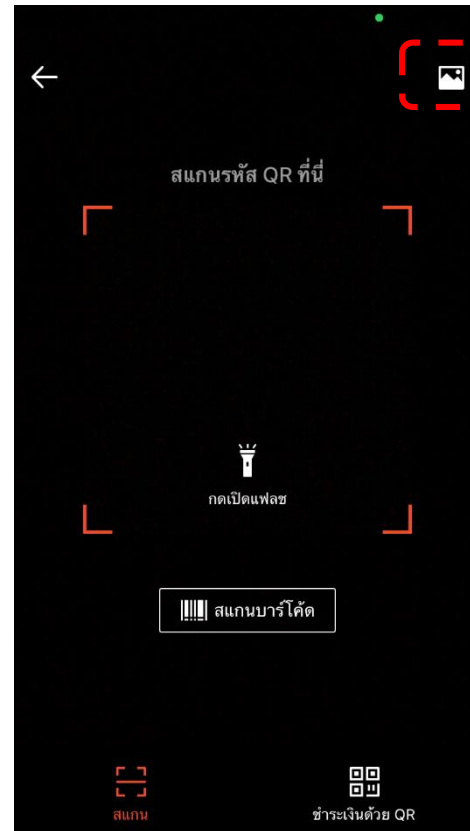 สแกนรหัส QR ที่นี่
กดเปิดแฟลช
สแกนบาร์โค้ด
สแกน
ชำระเงินด้วย QR